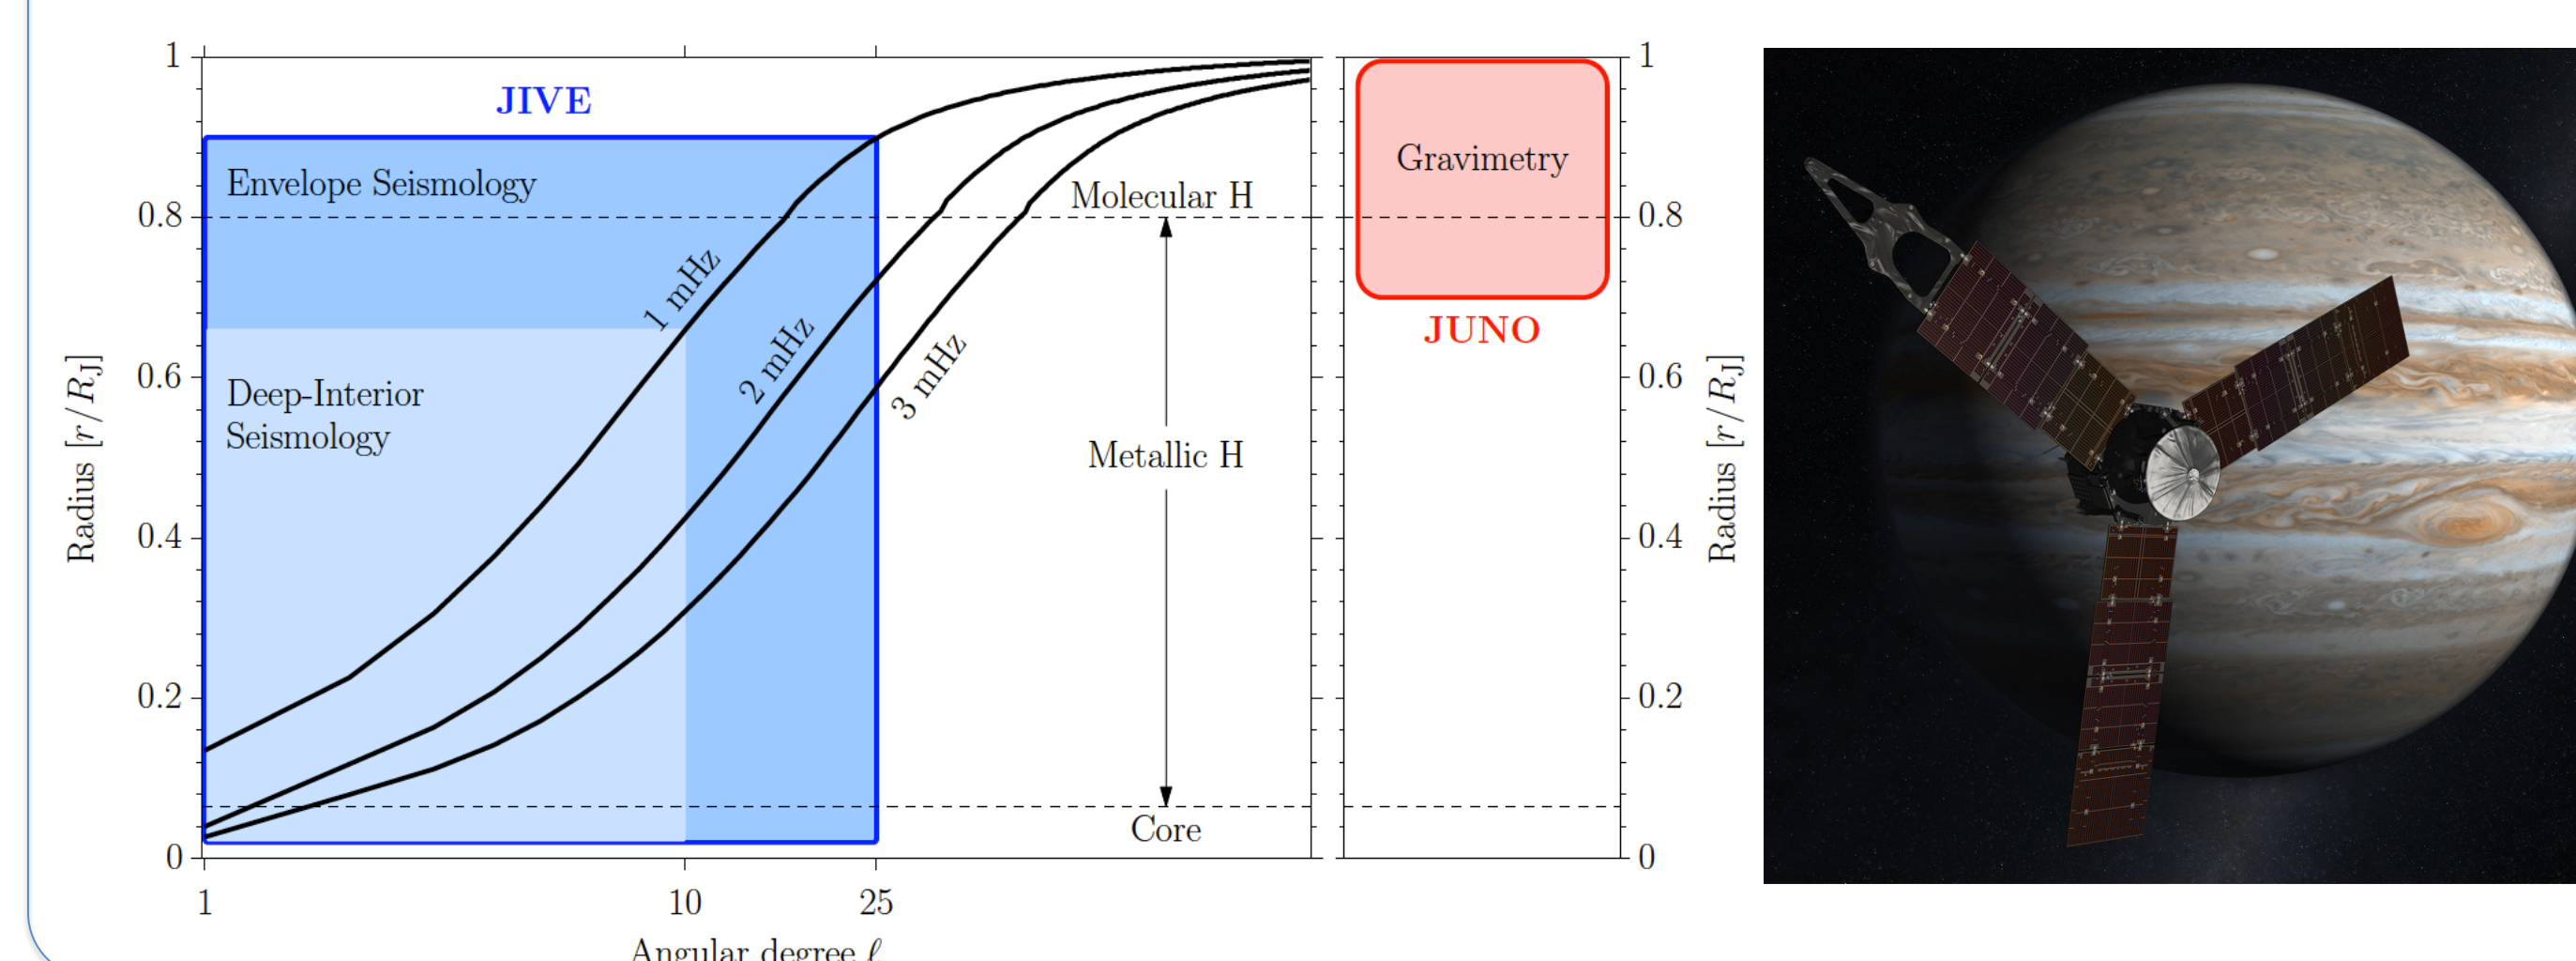 JIVE
Envelope Seismology
Deep-Interior
Seismology
1 mHz
2 mHz
3 mHz
Molecular H
Metallic H
Core
Radius [r/R_J]
1
0.8
0.6
0.4
0.2
0
1
10
25
Angular degree ℓ
Gravimetry
JUNO
1
0.8
0.6
0.4
0.2
0
Radius [r/R_J]